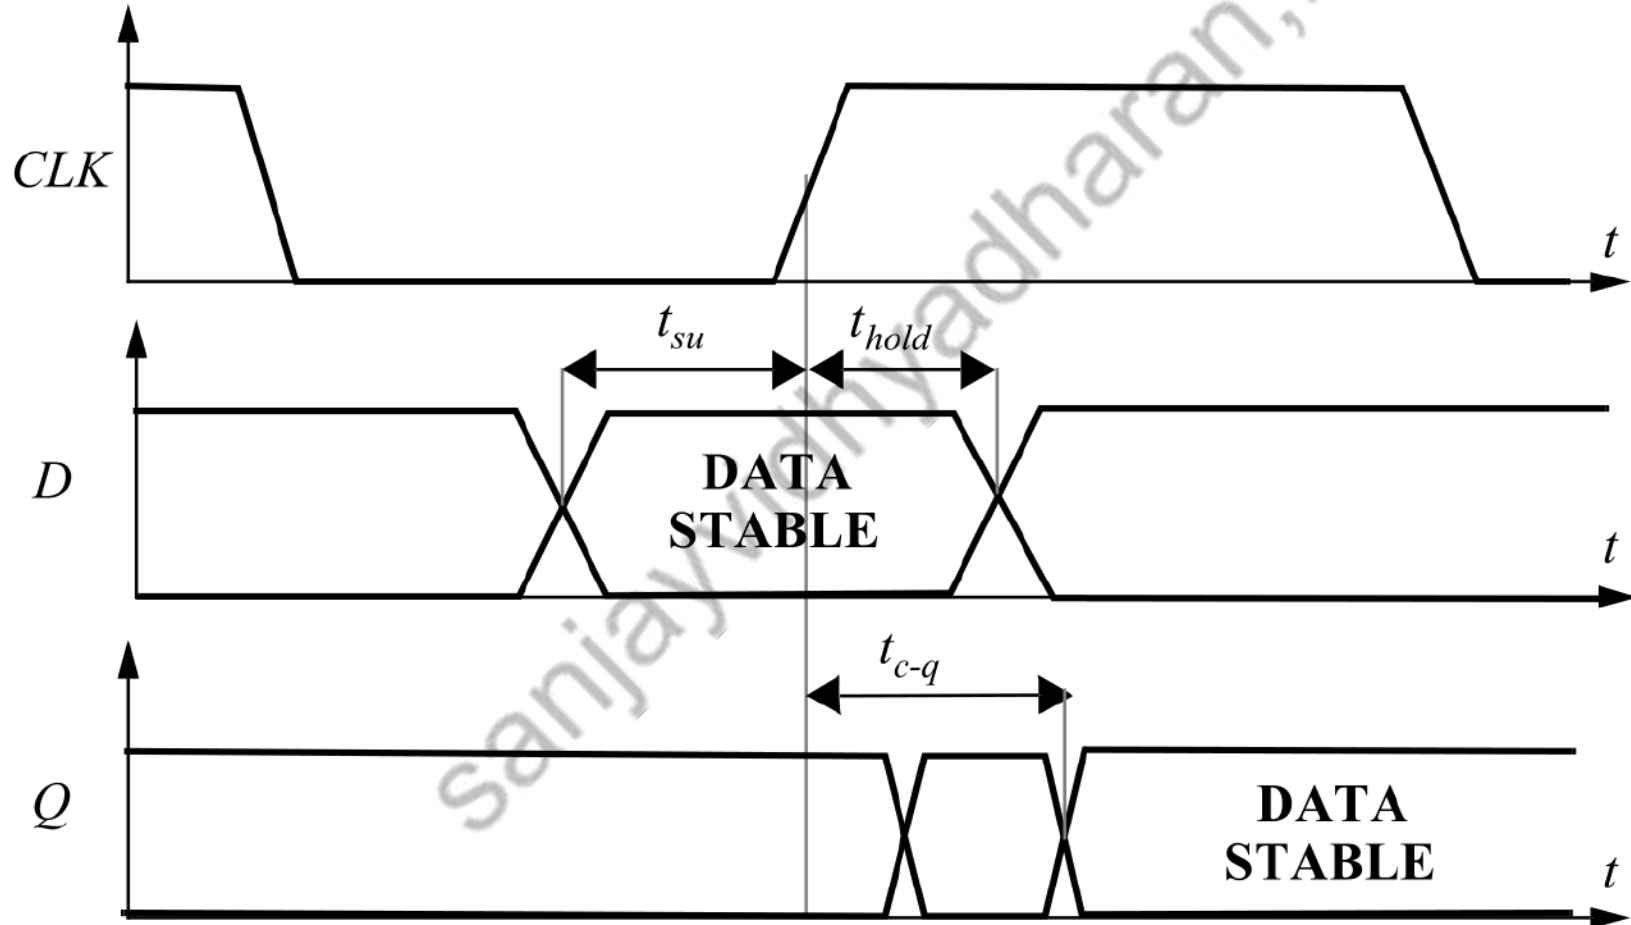 CLK
t
t_su
t_hold
D
DATA
STABLE
t
t_c-q
Q
DATA
STABLE
t
sanjayvidhyadharan,